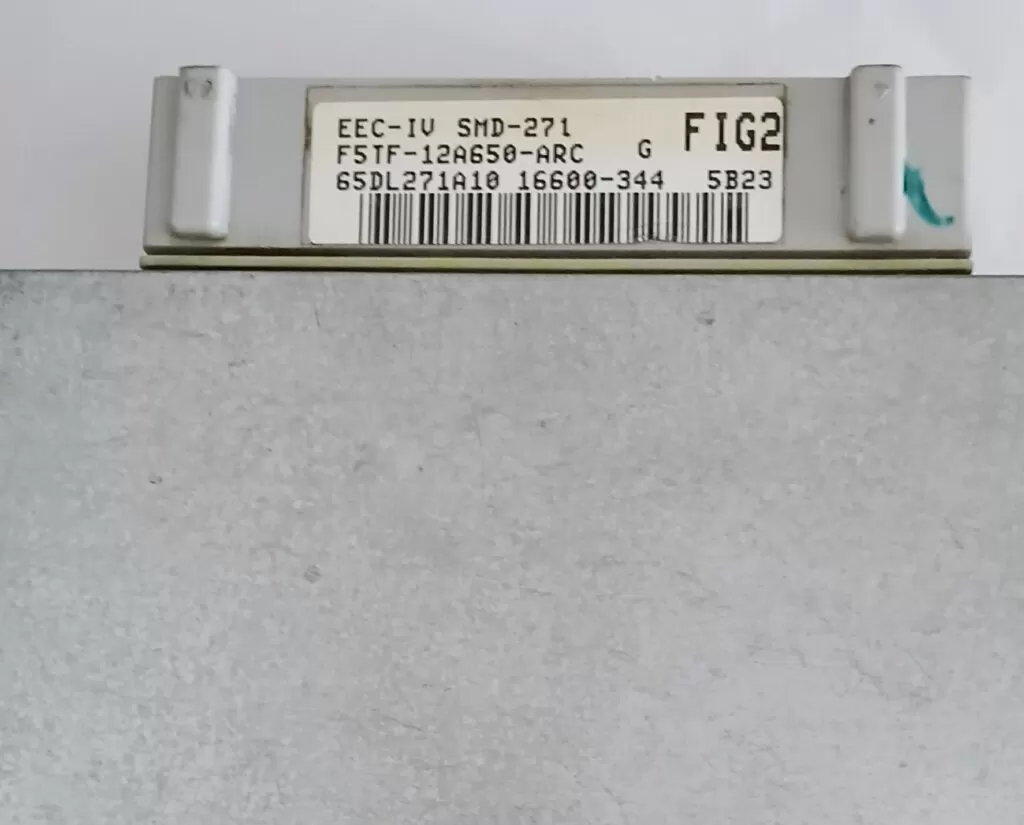 EEC-IV SMD-271
FIG2
F5TF-12A650-ARC G
65DL271A10 16600-344 5B23